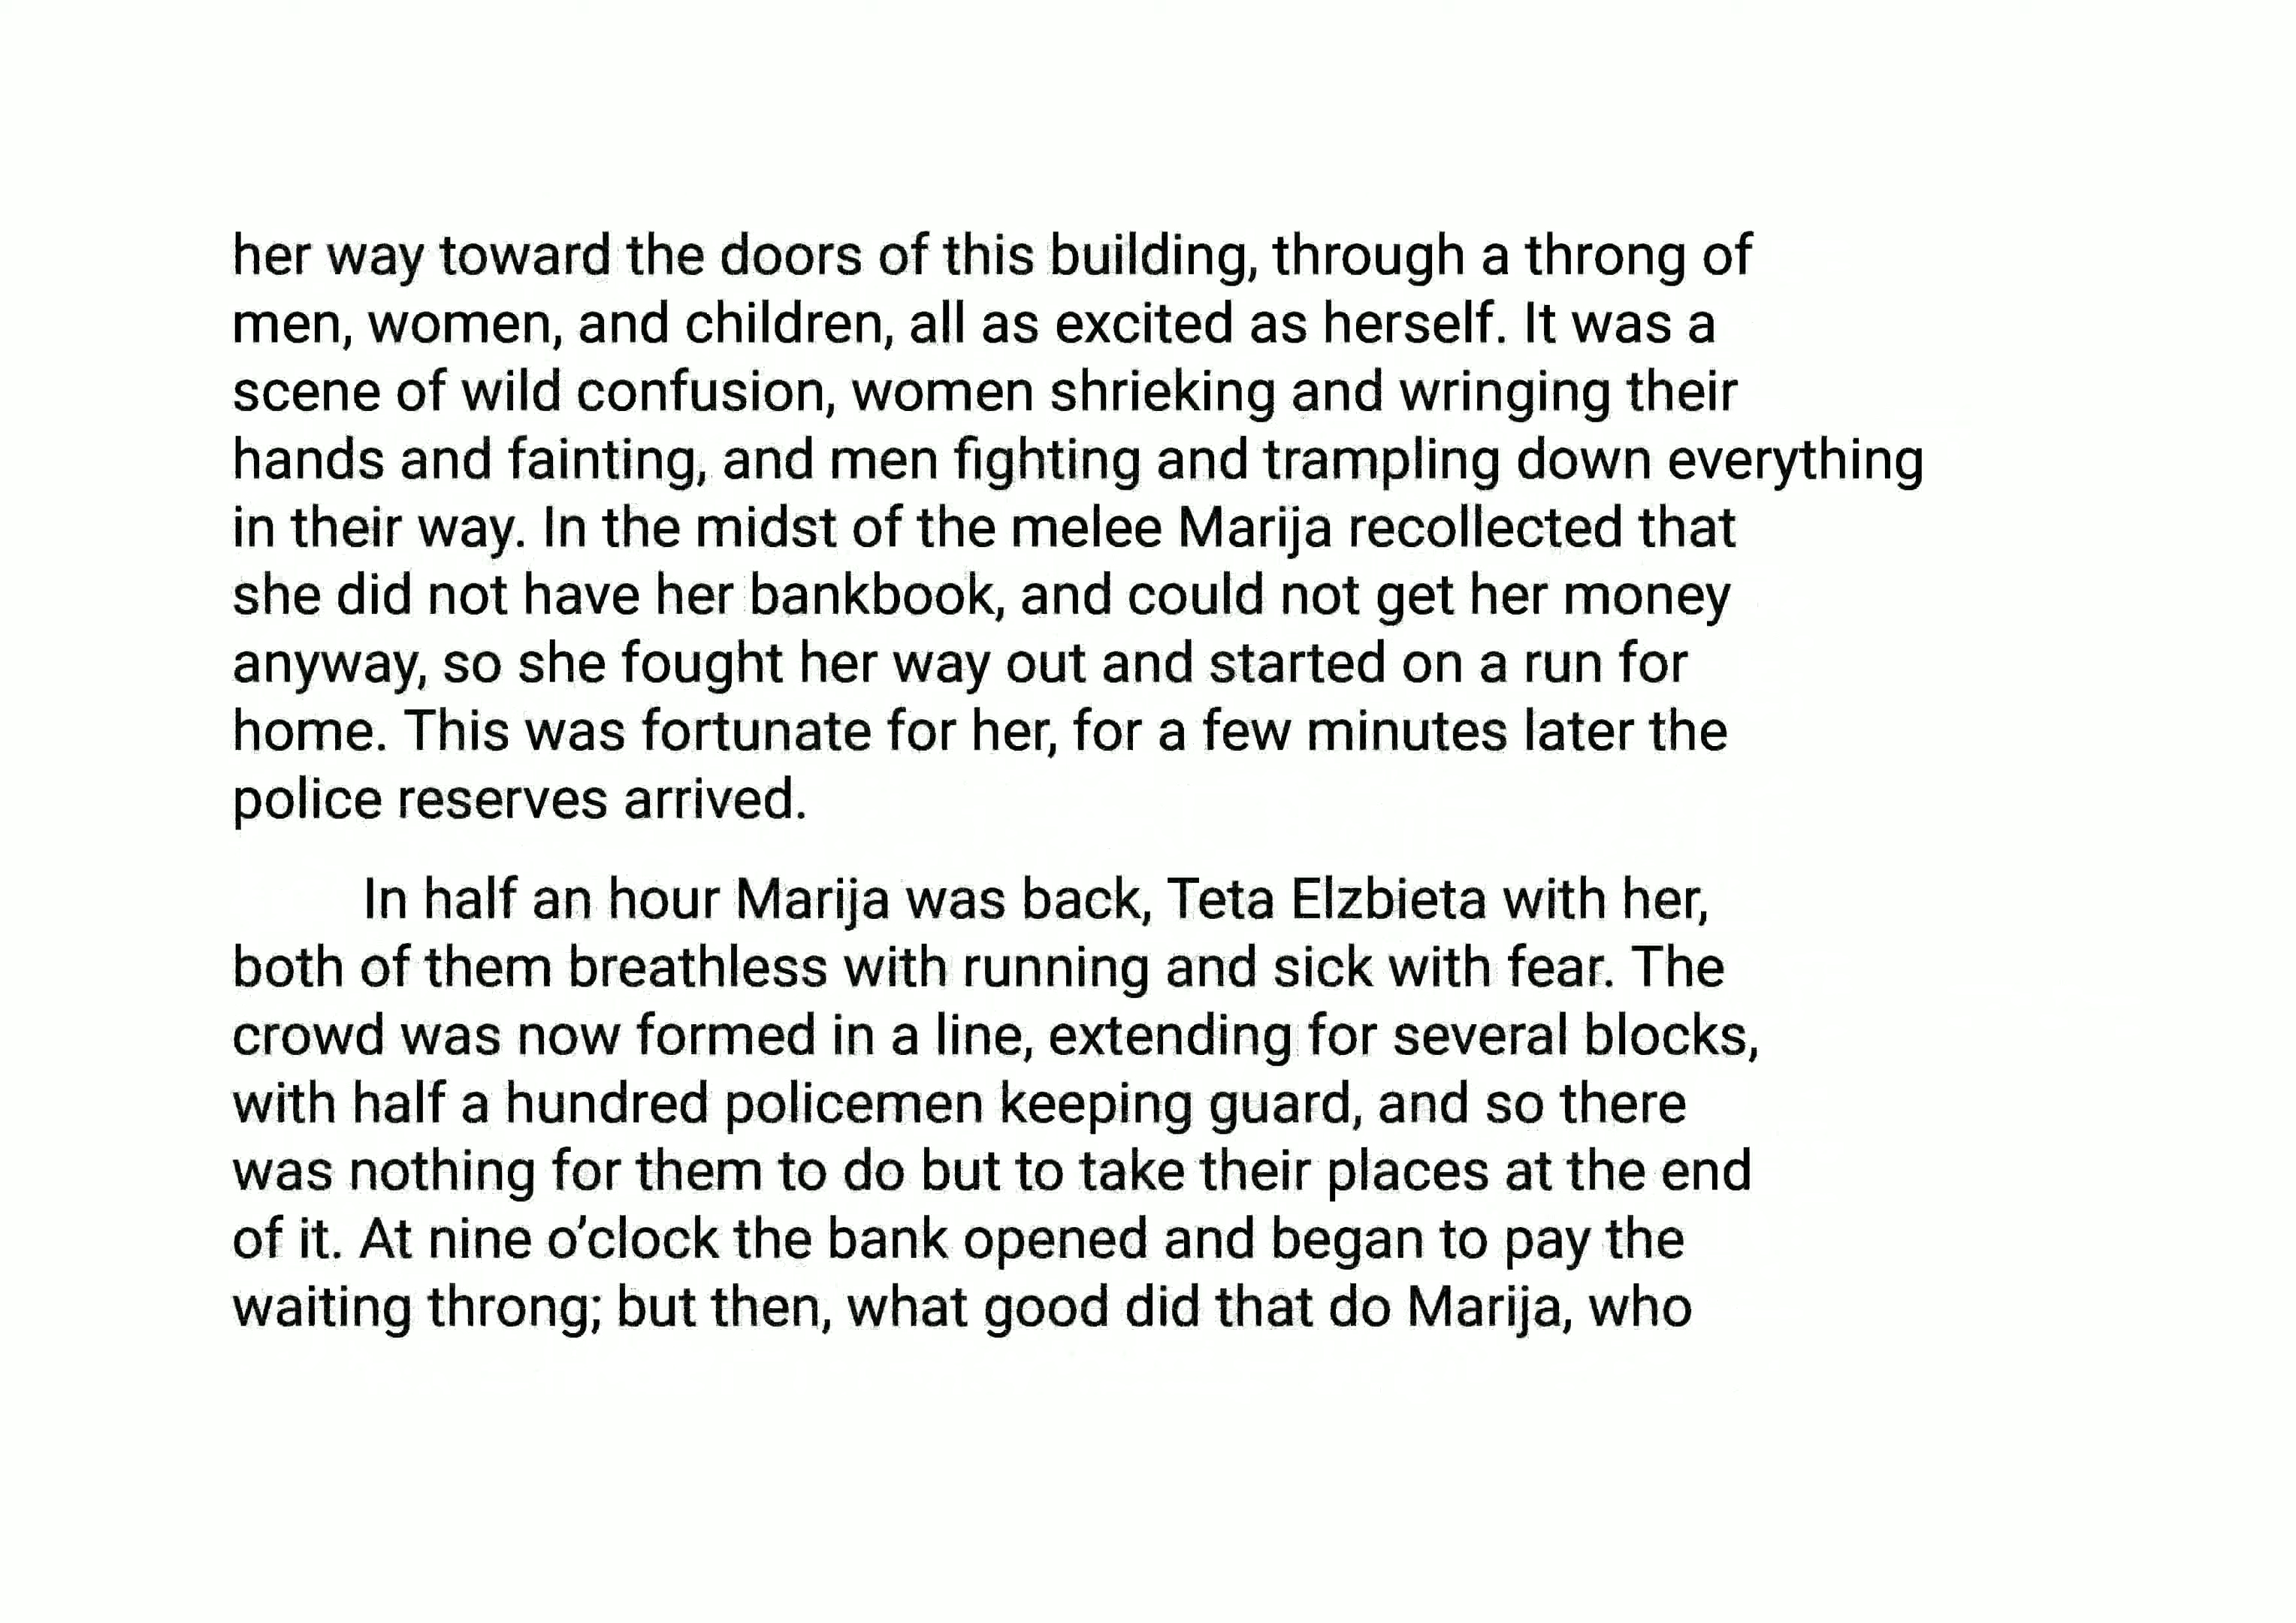 her way toward the doors of this building, through a throng of
men, women, and children, all as excited as herself. It was a
scene of wild confusion, women shrieking and wringing their
hands and fainting, and men fighting and trampling down everything
in their way. In the midst of the melee Marija recollected that
she did not have her bankbook, and could not get her money
anyway, so she fought her way out and started on a run for
home. This was fortunate for her, for a few minutes later the
police reserves arrived.
In half an hour Marija was back, Teta Elzbieta with her,
both of them breathless with running and sick with fear. The
crowd was now formed in a line, extending for several blocks,
with half a hundred policemen keeping guard, and so there
was nothing for them to do but to take their places at the end
of it. At nine o’clock the bank opened and began to pay the
waiting throng; but then, what good did that do Marija, who